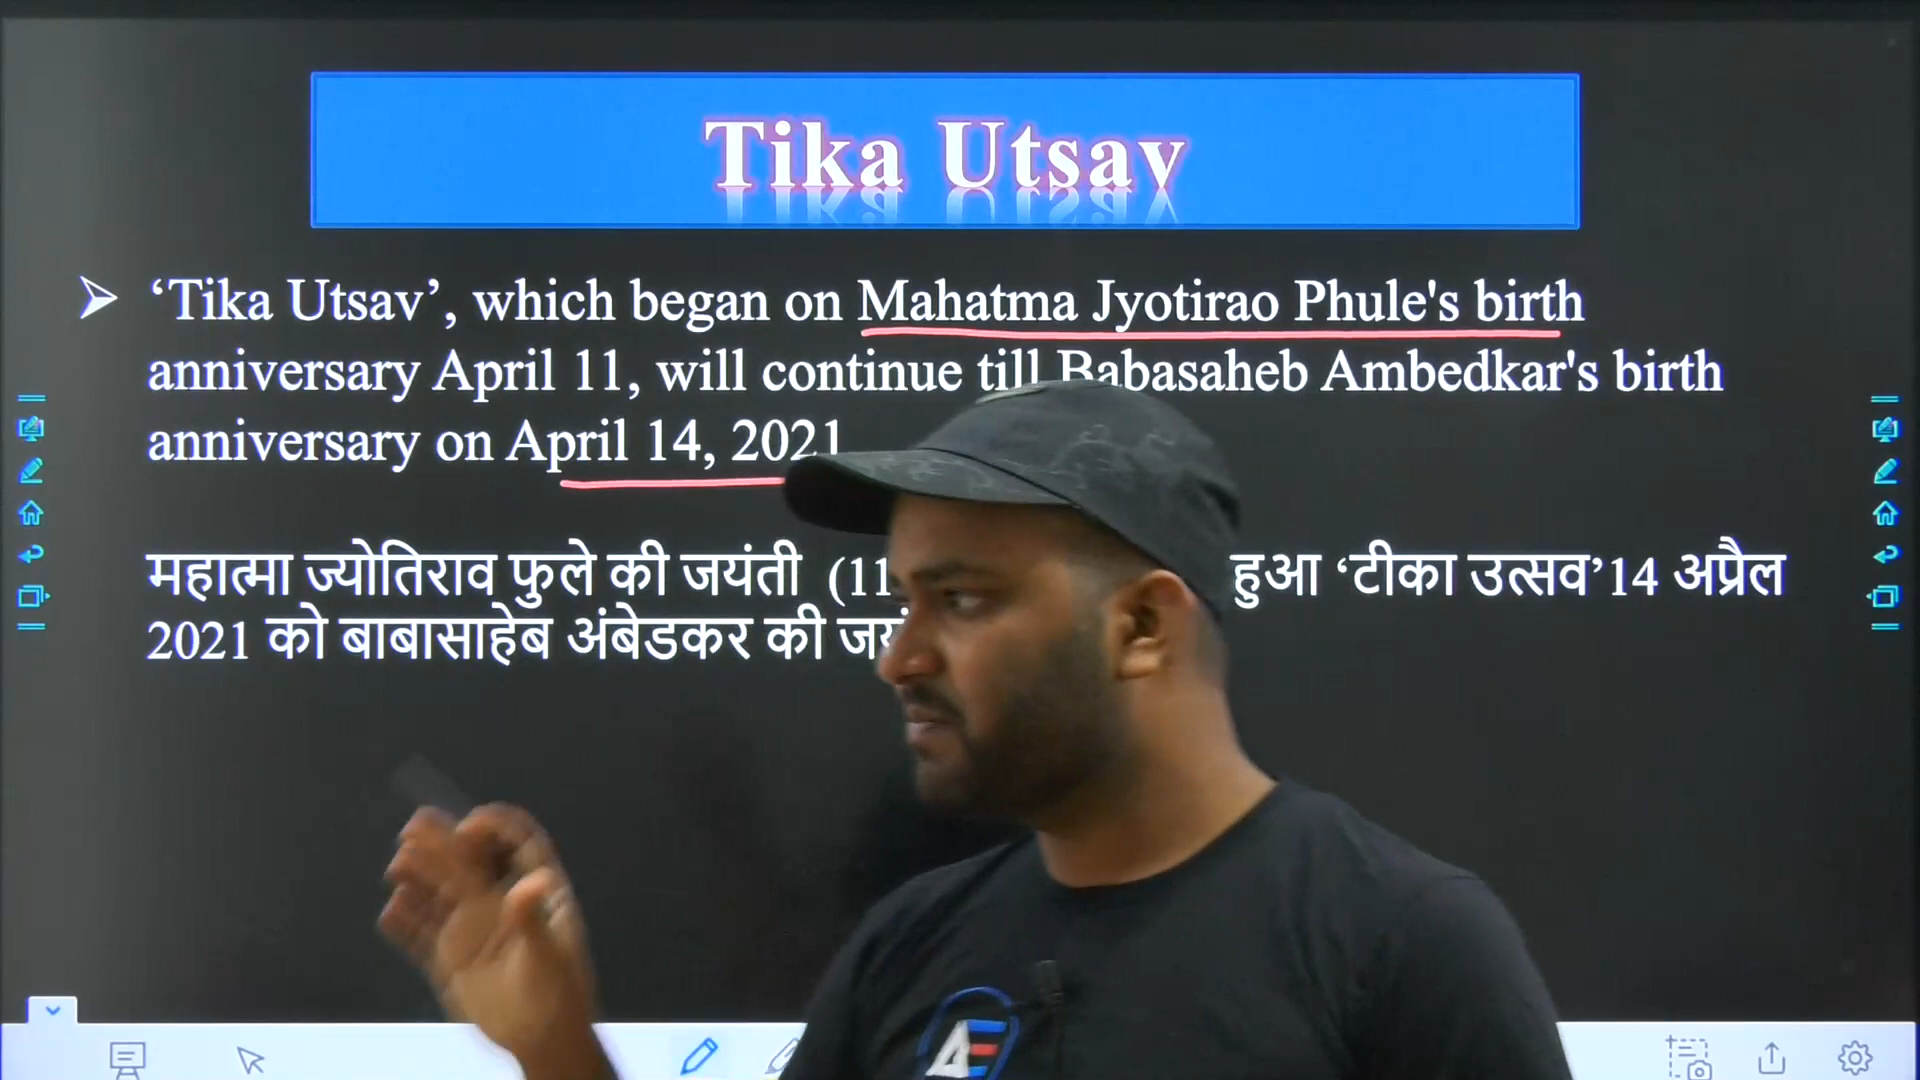 Tika Utsav
‘Tika Utsav’, which began on Mahatma Jyotirao Phule's birth
anniversary April 11, will continue till Babasaheb Ambedkar's birth
anniversary on April 14, 2021
महात्मा ज्योतिराव फुले की जयंती (11 हुआ ‘टीका उत्सव’14 अप्रैल
2021 को बाबासाहेब अंबेडकर की
AE